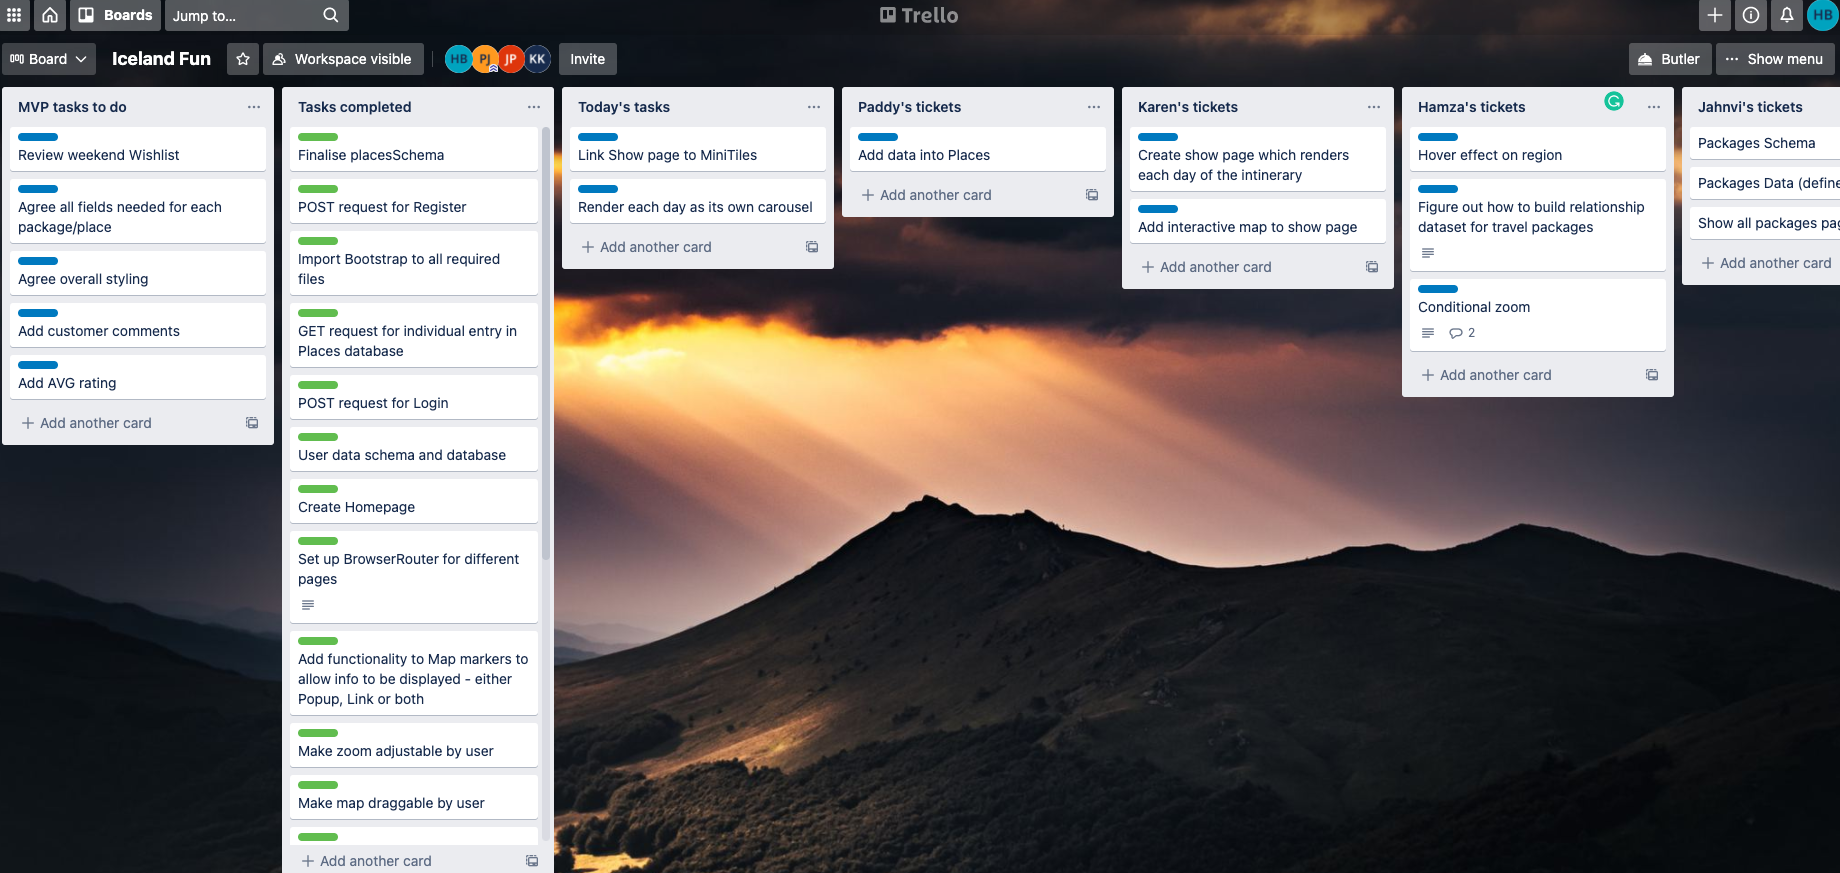 Boards
Jump to...
Trello
HB
Board
Iceland Fun
Workspace visible
HB
PJ
JP
KK
Invite
Butler
Show menu
MVP tasks to do
Review weekend Wishlist
Agree all fields needed for each
package/place
Agree overall styling
Add customer comments
Add AVG rating
Add another card
Tasks completed
Finalise placesSchema
POST request for Register
Import Bootstrap to all required
files
GET request for individual entry in
Places database
POST request for Login
User data schema and database
Create Homepage
Set up BrowserRouter for different
pages
Add functionality to Map markers to
allow info to be displayed - either
Popup, Link or both
Make zoom adjustable by user
Make map draggable by user
Add another card
Today's tasks
Link Show page to MiniTiles
Render each day as its own carousel
Add another card
Paddy's tickets
Add data into Places
Add another card
Karen's tickets
Create show page which renders
each day of the intinerary
Add interactive map to show page
Add another card
Hamza's tickets
Hover effect on region
Figure out how to build relationship
dataset for travel packages
Conditional zoom
2
Add another card
Jahnvi's tickets
Packages Schema
Packages Data (define
Show all packages pag
Add another card